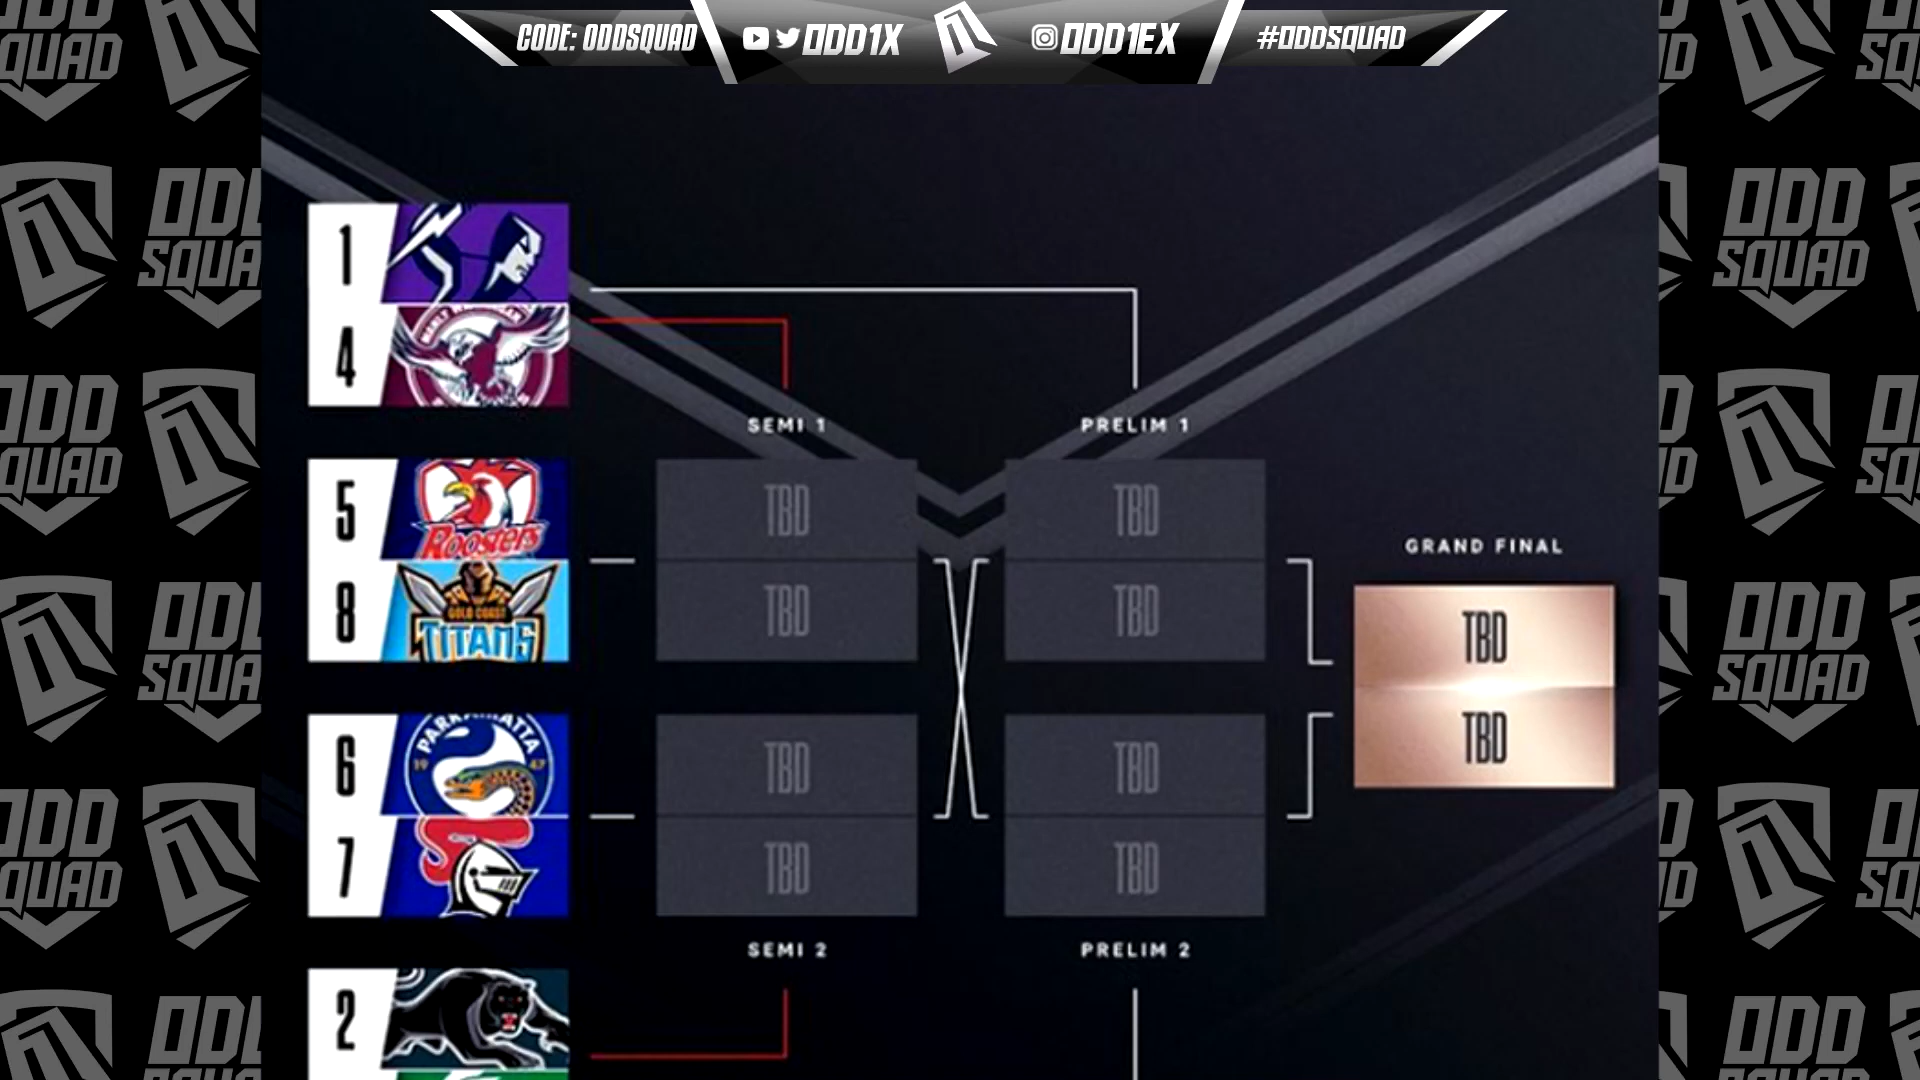 CODE: ODDSQUAD
ODD1X
ODD1EX
#ODDSQUAD
1
4
SEMI 1
PRELIM 1
5
Roosters
TBD
TBD
8
GOLD COAST
TITANS
TBD
TBD
GRAND FINAL
TBD
TBD
6
PARRAMATTA
19 47
TBD
TBD
7
TBD
TBD
SEMI 2
PRELIM 2
2
ODD
SQUAD